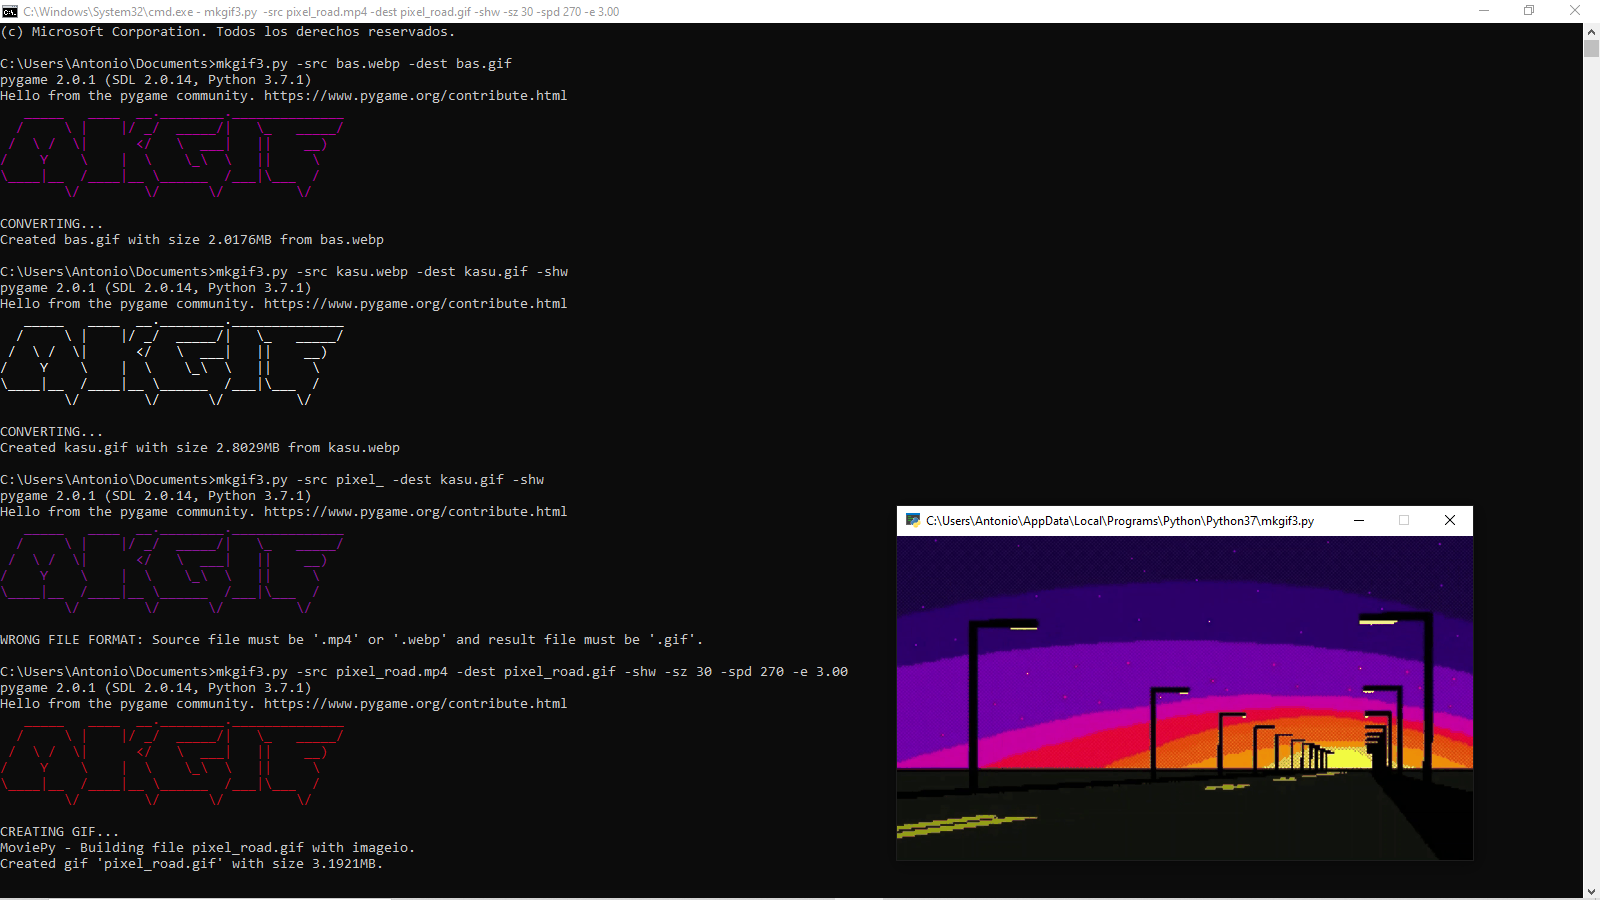 C:\Windows\System32\cmd.exe - mkgif3.py  -src pixel_road.mp4 -dest pixel_road.gif -shw -sz 30 -spd 270 -e 3.00
(c) Microsoft Corporation. Todos los derechos reservados.
C:\Users\Antonio\Documents>mkgif3.py -src bas.webp -dest bas.gif
pygame 2.0.1 (SDL 2.0.14, Python 3.7.1)
Hello from the pygame community. https://www.pygame.org/contribute.html
MKGIF
CONVERTING...
Created bas.gif with size 2.0176MB from bas.webp
C:\Users\Antonio\Documents>mkgif3.py -src kasu.webp -dest kasu.gif -shw
pygame 2.0.1 (SDL 2.0.14, Python 3.7.1)
Hello from the pygame community. https://www.pygame.org/contribute.html
MKGIF
CONVERTING...
Created kasu.gif with size 2.8029MB from kasu.webp
C:\Users\Antonio\Documents>mkgif3.py -src pixel_ -dest kasu.gif -shw
pygame 2.0.1 (SDL 2.0.14, Python 3.7.1)
Hello from the pygame community. https://www.pygame.org/contribute.html
MKGIF
WRONG FILE FORMAT: Source file must be '.mp4' or '.webp' and result file must be '.gif'.
C:\Users\Antonio\Documents>mkgif3.py -src pixel_road.mp4 -dest pixel_road.gif -shw -sz 30 -spd 270 -e 3.00
pygame 2.0.1 (SDL 2.0.14, Python 3.7.1)
Hello from the pygame community. https://www.pygame.org/contribute.html
MKGIF
CREATING GIF...
MoviePy - Building file pixel_road.gif with imageio.
Created gif 'pixel_road.gif' with size 3.1921MB.
C:\Users\Antonio\AppData\Local\Programs\Python\Python37\mkgif3.py